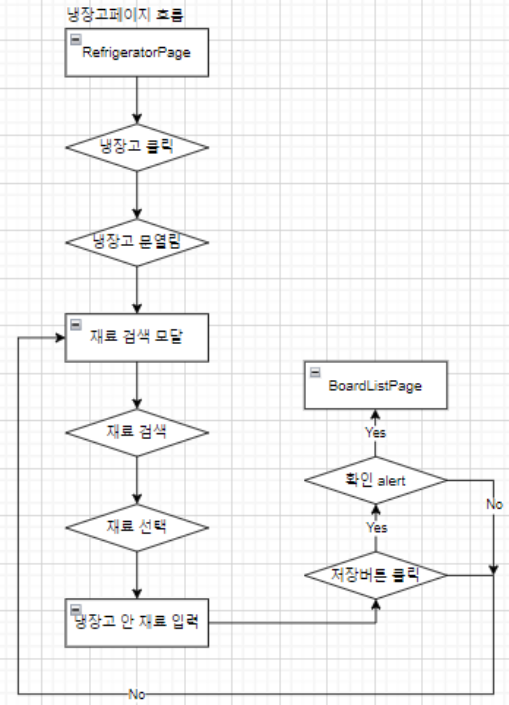 냉장고페이지 흐름
RefrigeratorPage
냉장고 클릭
냉장고 문열림
재료 검색 모달
재료 검색
재료 선택
냉장고 안 재료 입력
BoardListPage
Yes
확인 alert
No
Yes
저장버튼 클릭
No